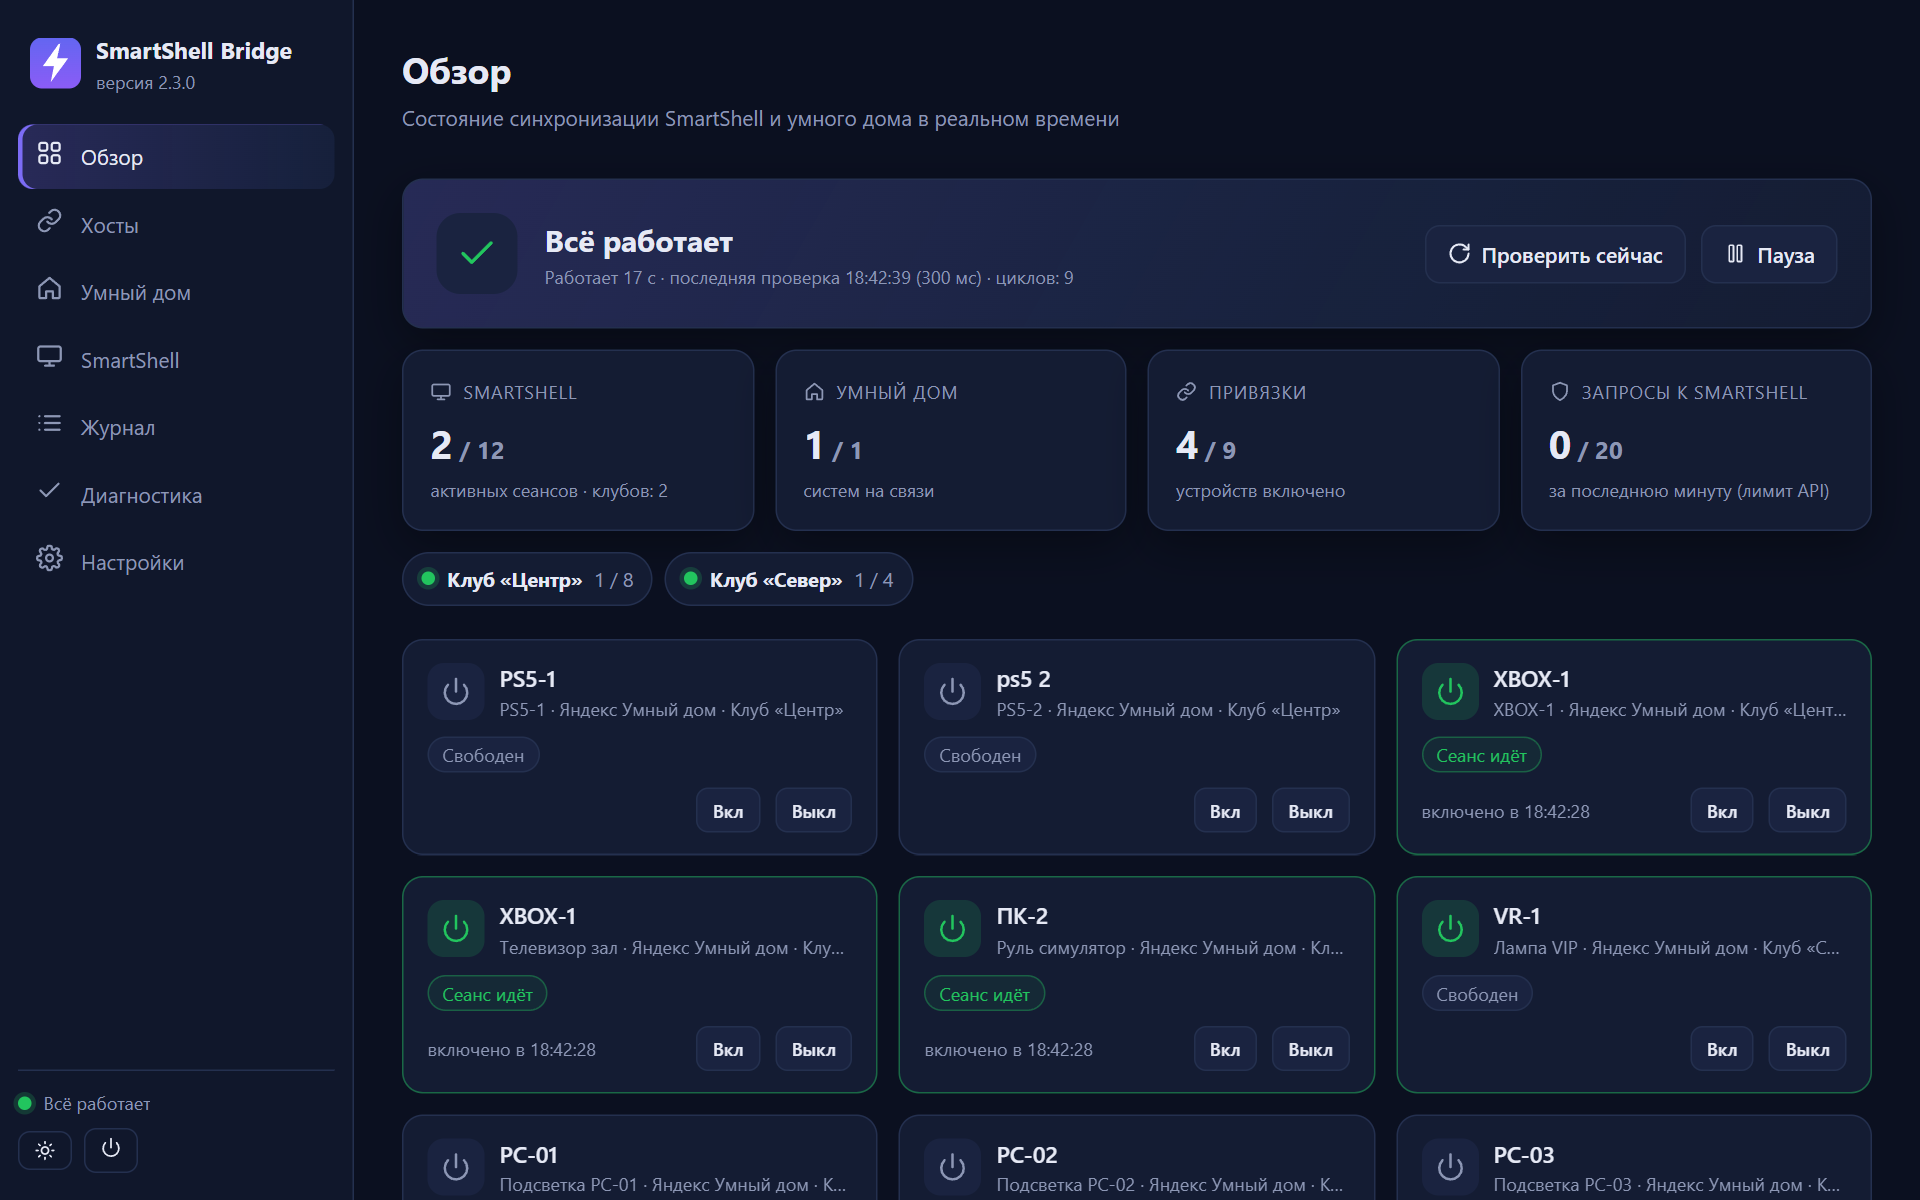 SmartShell Bridge
версия 2.3.0
Обзор
Хосты
Умный дом
SmartShell
Журнал
Диагностика
Настройки
Всё работает
Обзор
Состояние синхронизации SmartShell и умного дома в реальном времени
Всё работает
Работает 17 с · последняя проверка 18:42:39 (300 мс) · циклов: 9
Проверить сейчас
Пауза
SMARTSHELL
2 / 12
активных сеансов · клубов: 2
УМНЫЙ ДОМ
1 / 1
систем на связи
ПРИВЯЗКИ
4 / 9
устройств включено
ЗАПРОСЫ К SMARTSHELL
0 / 20
за последнюю минуту (лимит API)
Клуб «Центр» 1 / 8
Клуб «Север» 1 / 4
PS5-1
PS5-1 · Яндекс Умный дом · Клуб «Центр»
Свободен
Вкл Выкл
ps5 2
PS5-2 · Яндекс Умный дом · Клуб «Центр»
Свободен
Вкл Выкл
XBOX-1
XBOX-1 · Яндекс Умный дом · Клуб «Цент...
Сеанс идёт
включено в 18:42:28 Вкл Выкл
XBOX-1
Телевизор зал · Яндекс Умный дом · Клу...
Сеанс идёт
включено в 18:42:28 Вкл Выкл
ПК-2
Руль симулятор · Яндекс Умный дом · Кл...
Сеанс идёт
включено в 18:42:28 Вкл Выкл
VR-1
Лампа VIP · Яндекс Умный дом · Клуб «С...
Свободен
Вкл Выкл
PC-01
Подсветка PC-01 · Яндекс Умный дом · К...
PC-02
Подсветка PC-02 · Яндекс Умный дом · К...
PC-03
Подсветка PC-03 · Яндекс Умный дом · К...